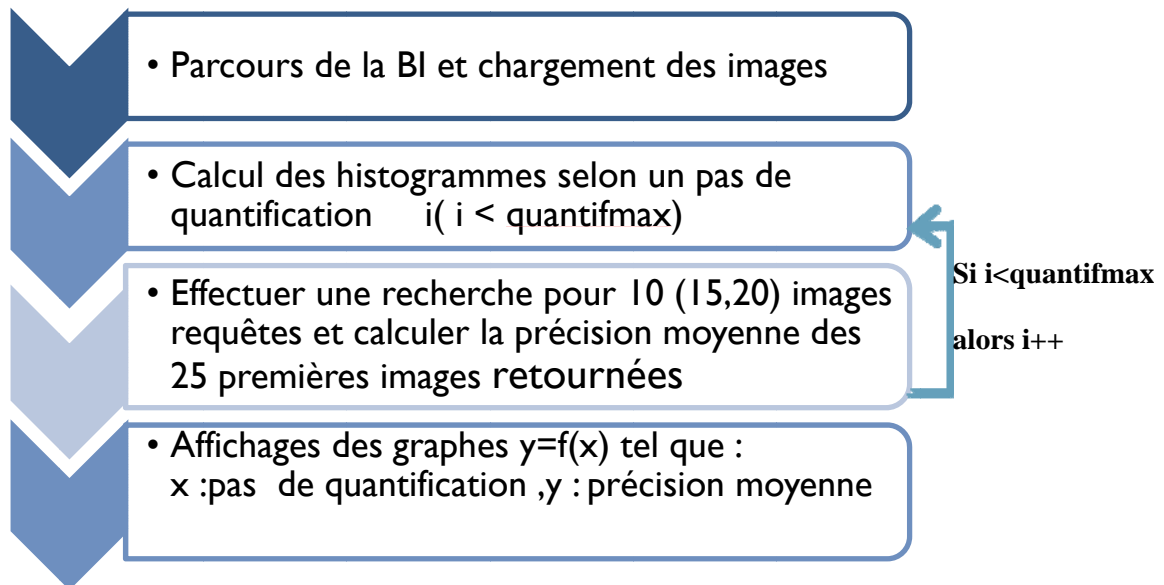 • Parcours de la BI et chargement des images
• Calcul des histogrammes selon un pas de
quantification i( i < quantifmax)
Si i<quantifmax
alors i++
• Effectuer une recherche pour 10 (15,20) images
requêtes et calculer la précision moyenne des
25 premières images retournées
• Affichages des graphes y=f(x) tel que :
x :pas de quantification ,y : précision moyenne